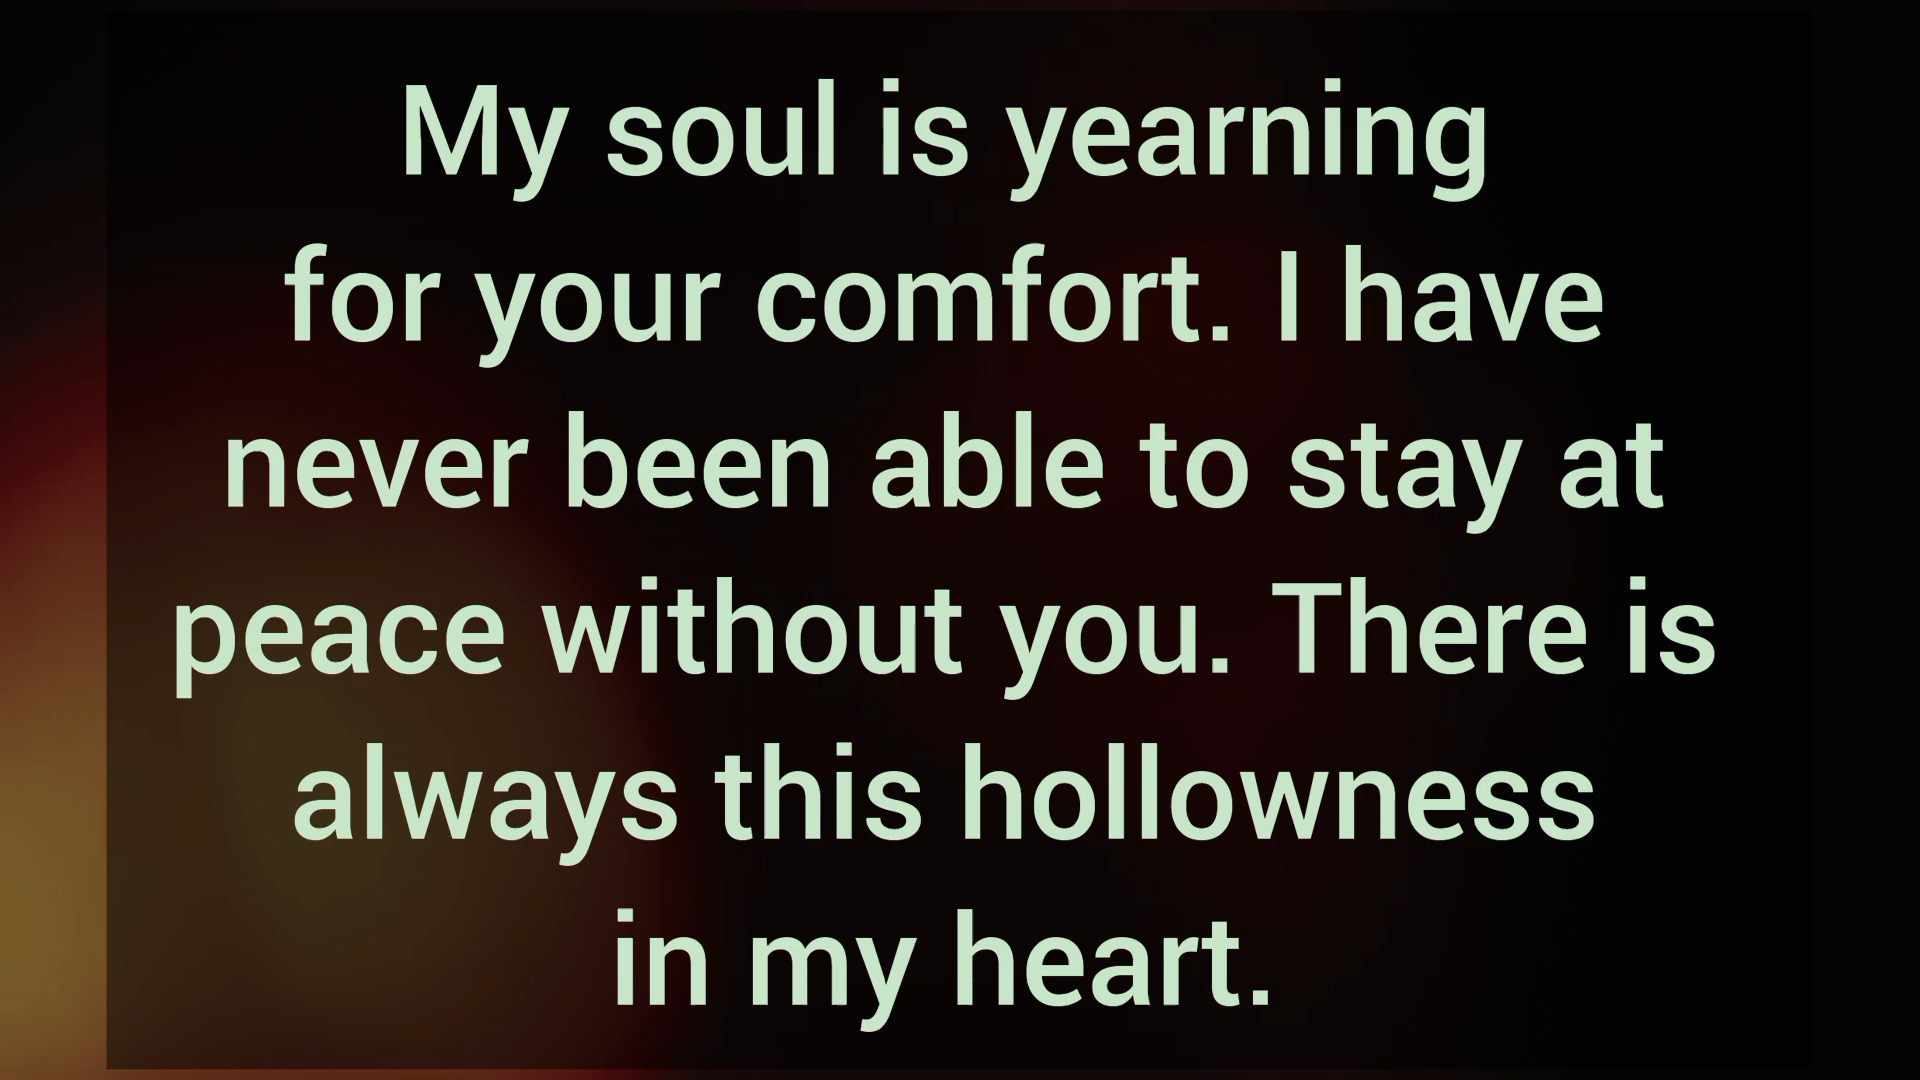 My soul is yearning
for your comfort. I have
never been able to stay at
peace without you. There is
always this hollowness
in my heart.